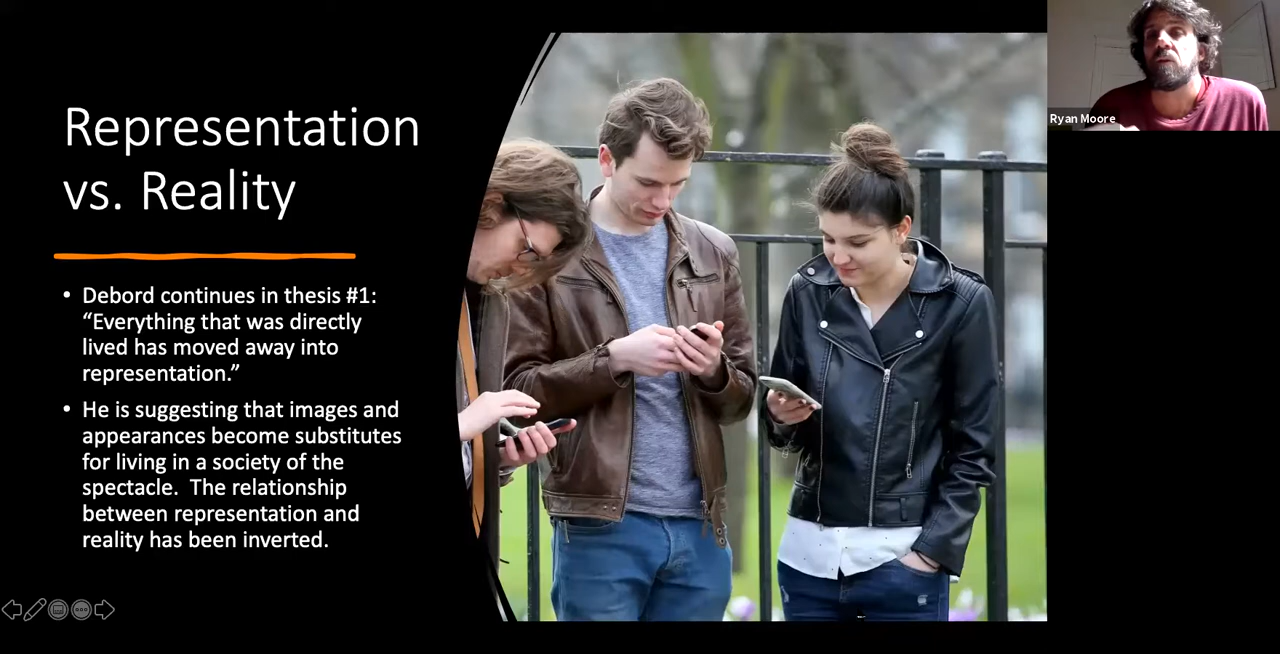 Representation
vs. Reality
• Debord continues in thesis #1:
“Everything that was directly
lived has moved away into
representation.”
• He is suggesting that images and
appearances become substitutes
for living in a society of the
spectacle.  The relationship
between representation and
reality has been inverted.
Ryan Moore